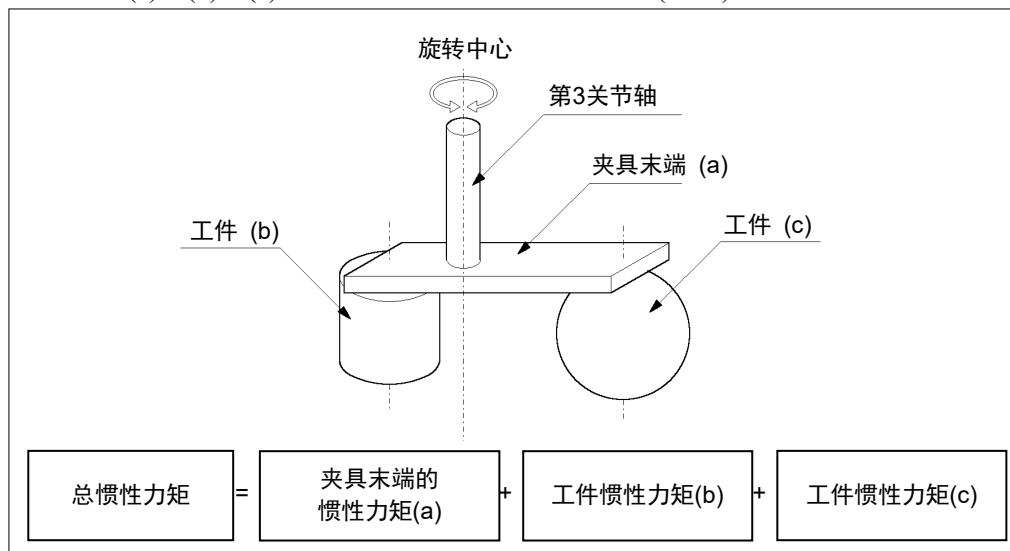 旋转中心
第3关节轴
夹具末端 (a)
工件 (b)
工件 (c)
总惯性力矩
=
夹具末端的
惯性力矩(a)
+
工件惯性力矩(b)
+
工件惯性力矩(c)